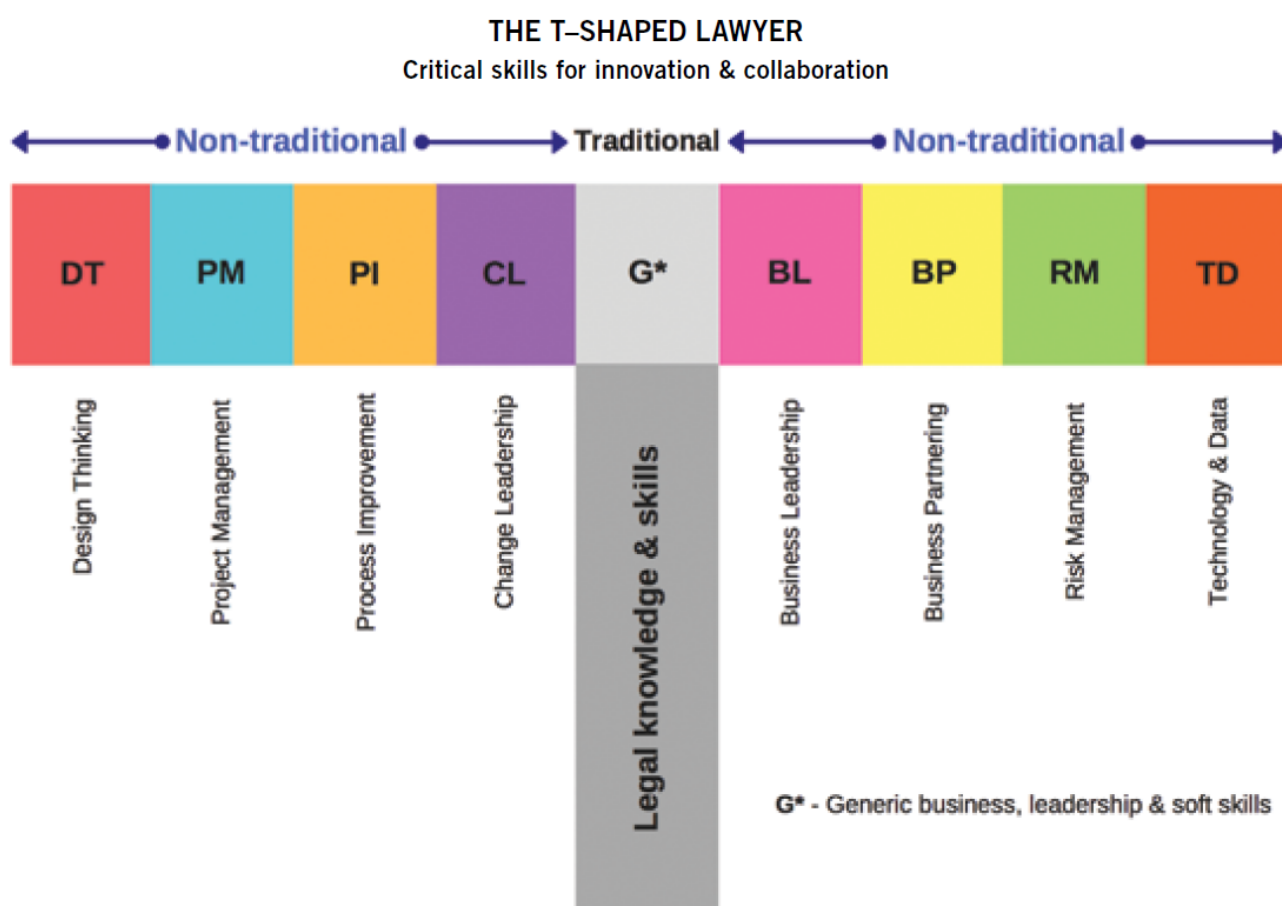 THE T–SHAPED LAWYER
Critical skills for innovation & collaboration
Non-traditional Traditional Non-traditional
DT PM PI CL G* BL BP RM TD
Design Thinking
Project Management
Process Improvement
Change Leadership
Legal knowledge & skills
Business Leadership
Business Partnering
Risk Management
Technology & Data
G* - Generic business, leadership & soft skills